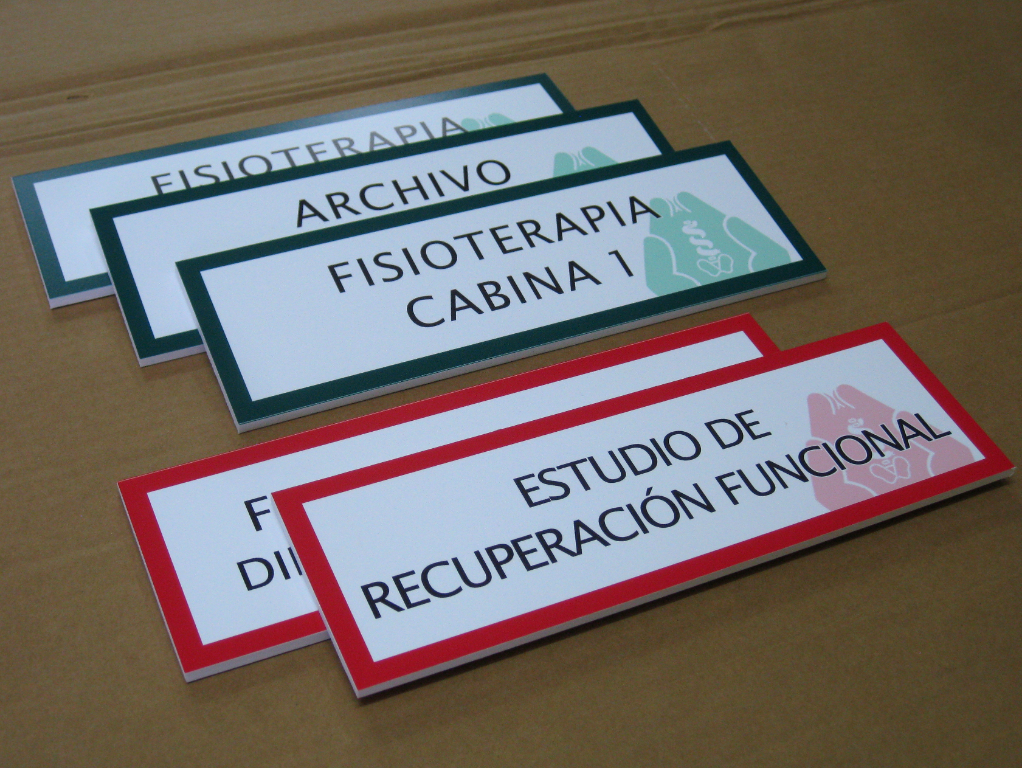 FISIOTERAPIA
ARCHIVO
FISIOTERAPIA
CABINA 1
ESTUDIO DE
RECUPERACIÓN FUNCIONAL